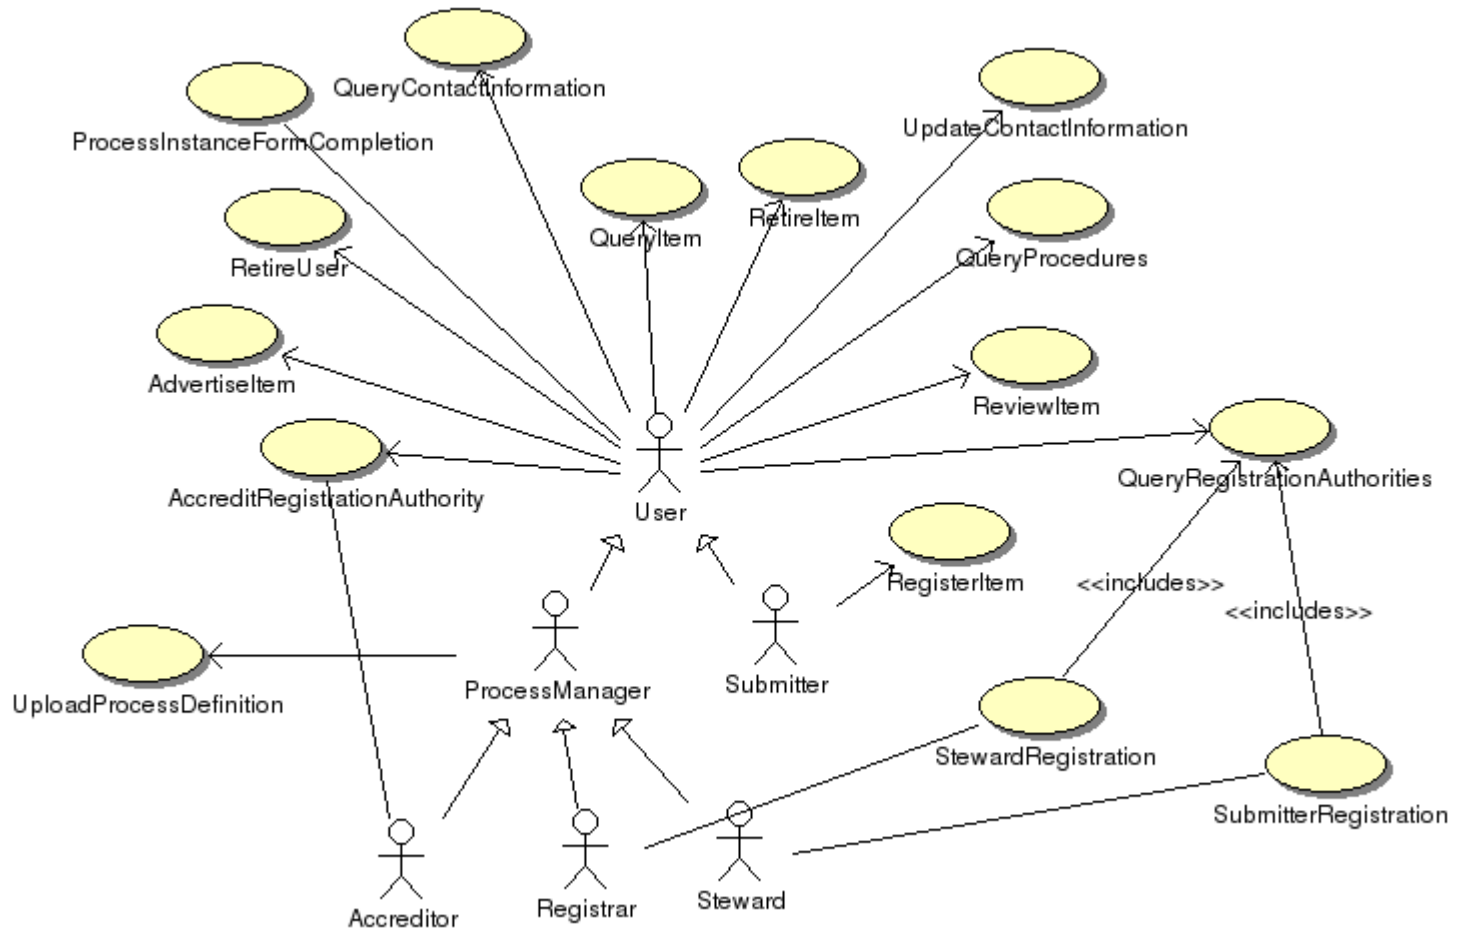 QueryContactInformation
UpdateContactInformation
ProcessInstanceFormCompletion
RetireItem
QueryItem
QueryProcedures
RetireUser
AdvertiseItem
ReviewItem
QueryRegistrationAuthorities
AccreditRegistrationAuthority
User
RegisterItem
<<includes>>
<<includes>>
ProcessManager
Submitter
UploadProcessDefinition
StewardRegistration
SubmitterRegistration
Steward
Registrar
Accreditor